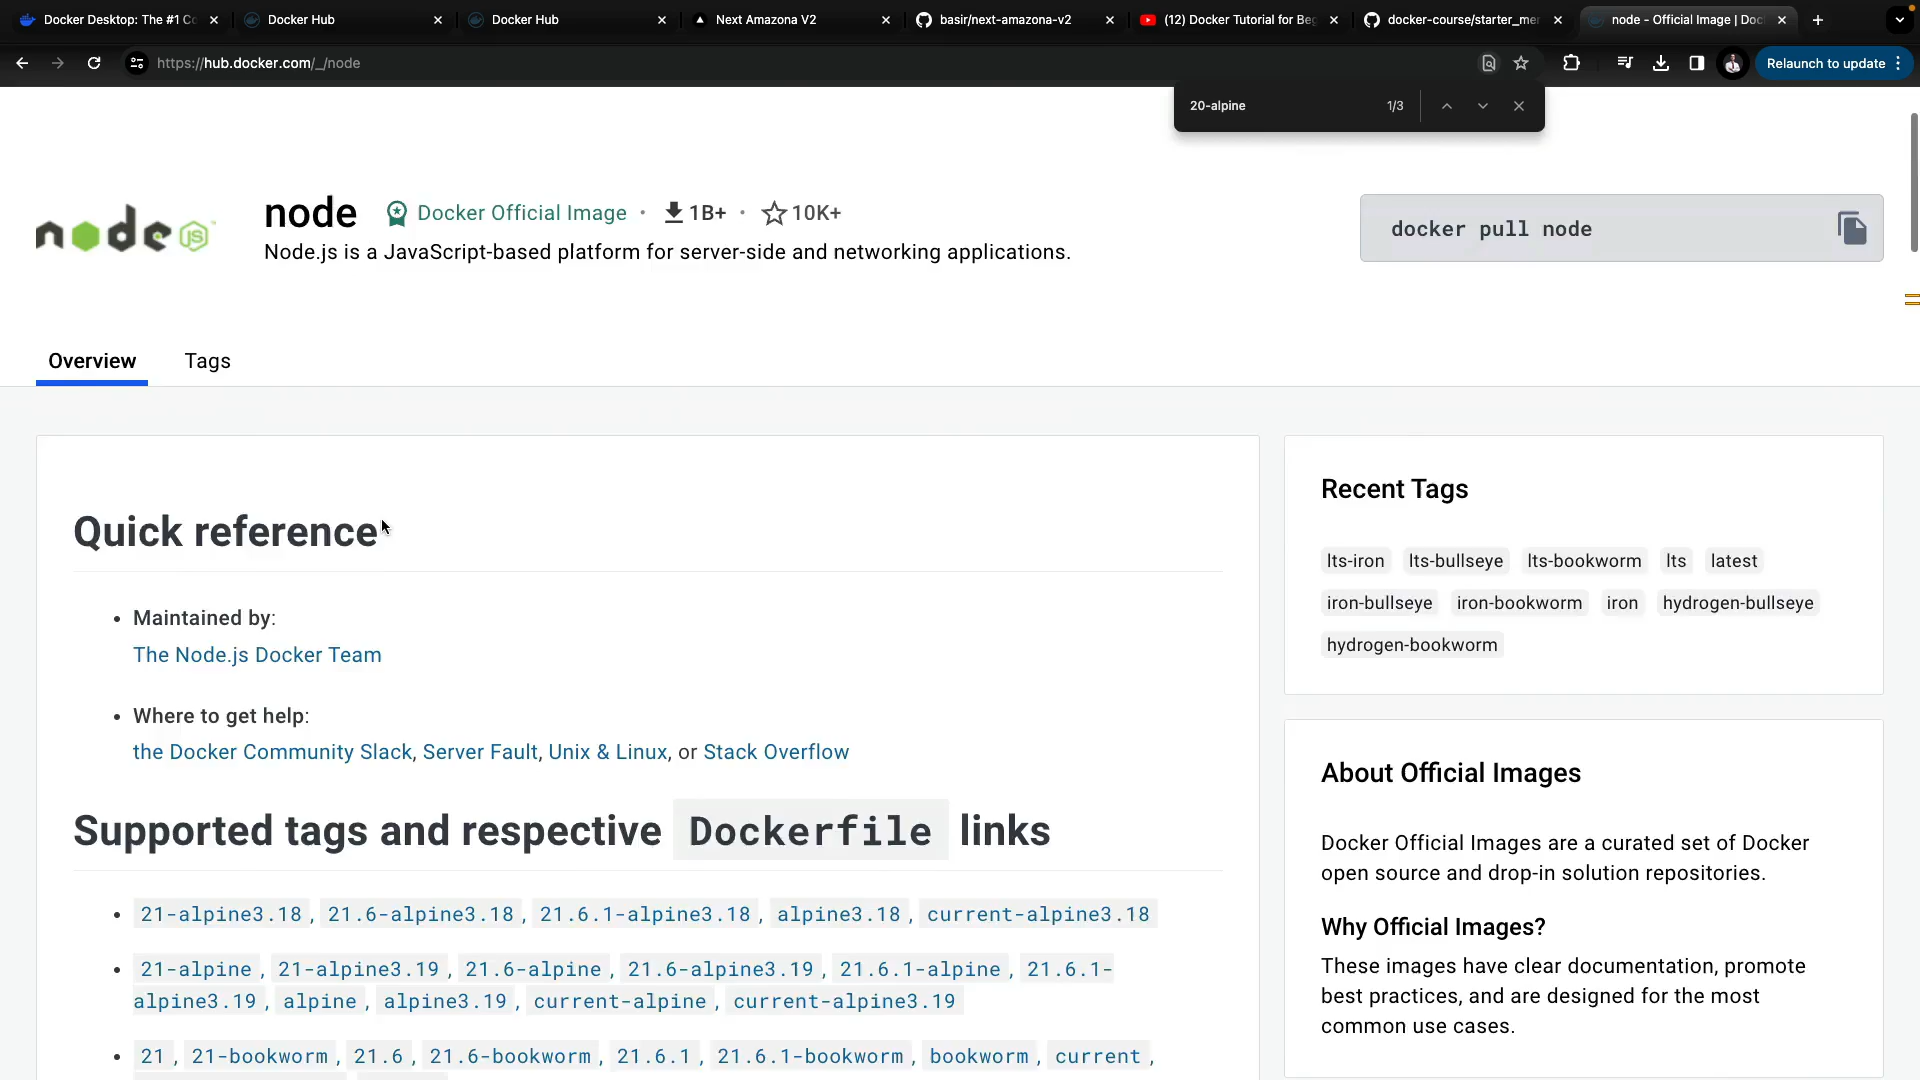 Docker Desktop: The #1 Co
Docker Hub
Docker Hub
Next Amazona V2
basir/next-amazona-v2
(12) Docker Tutorial for Beg
docker-course/starter_mer
node - Official Image | Doc
https://hub.docker.com/_/node
Relaunch to update
20-alpine
1/3
node
node
Docker Official Image · 1B+ · 10K+
Node.js is a JavaScript-based platform for server-side and networking applications.
docker pull node
Overview
Tags
Quick reference
• Maintained by:
The Node.js Docker Team
• Where to get help:
the Docker Community Slack, Server Fault, Unix & Linux, or Stack Overflow
Supported tags and respective Dockerfile links
• 21-alpine3.18, 21.6-alpine3.18, 21.6.1-alpine3.18, alpine3.18, current-alpine3.18
• 21-alpine, 21-alpine3.19, 21.6-alpine, 21.6-alpine3.19, 21.6.1-alpine, 21.6.1-
alpine3.19, alpine, alpine3.19, current-alpine, current-alpine3.19
• 21, 21-bookworm, 21.6, 21.6-bookworm, 21.6.1, 21.6.1-bookworm, bookworm, current,
Recent Tags
lts-iron lts-bullseye lts-bookworm lts latest
iron-bullseye iron-bookworm iron hydrogen-bullseye
hydrogen-bookworm
About Official Images
Docker Official Images are a curated set of Docker
open source and drop-in solution repositories.
Why Official Images?
These images have clear documentation, promote
best practices, and are designed for the most
common use cases.